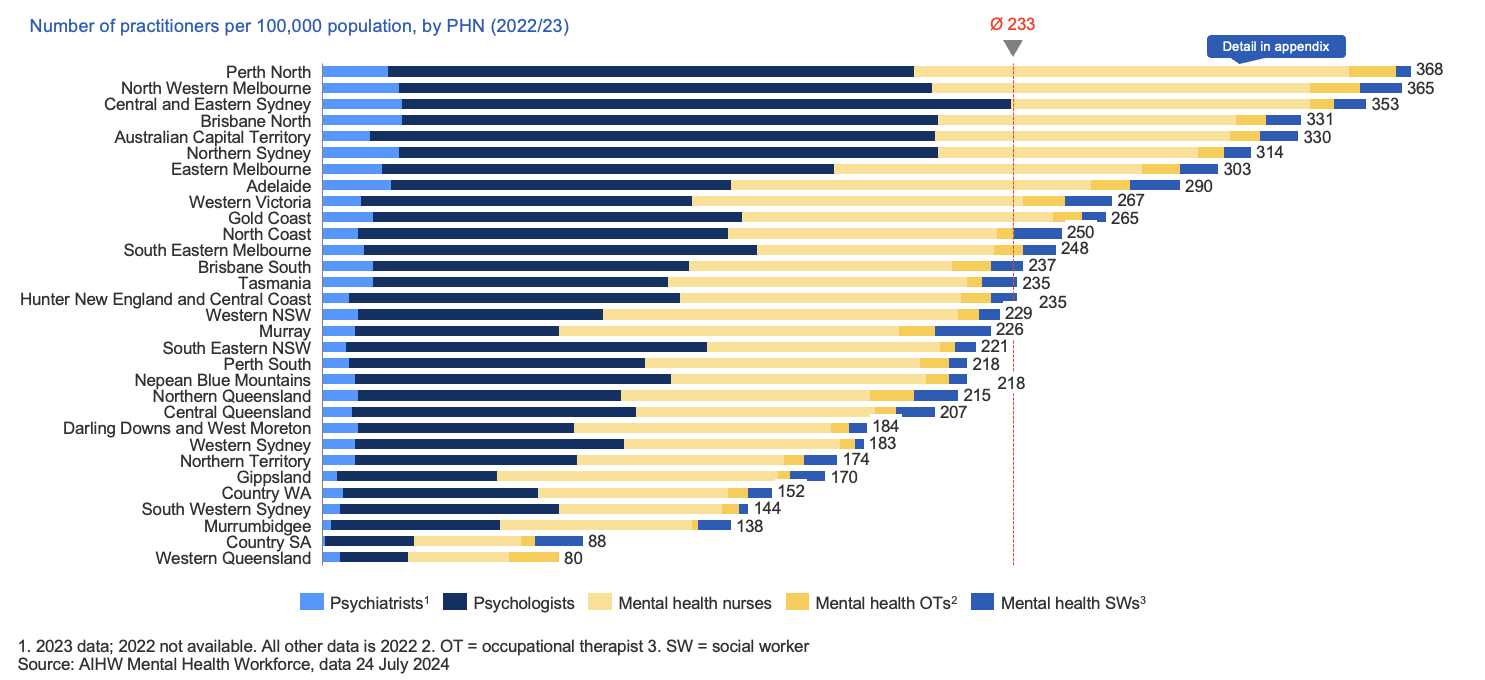 Number of practitioners per 100,000 population, by PHN (2022/23)
Ø 233
Detail in appendix
Perth North 368
North Western Melbourne 365
Central and Eastern Sydney 353
Brisbane North 331
Australian Capital Territory 330
Northern Sydney 314
Eastern Melbourne 303
Adelaide 290
Western Victoria 267
Gold Coast 265
North Coast 250
South Eastern Melbourne 248
Brisbane South 237
Tasmania 235
Hunter New England and Central Coast 235
Western NSW 229
Murray 226
South Eastern NSW 221
Perth South 218
Nepean Blue Mountains 218
Northern Queensland 215
Central Queensland 207
Darling Downs and West Moreton 184
Western Sydney 183
Northern Territory 174
Gippsland 170
Country WA 152
South Western Sydney 144
Murrumbidgee 138
Country SA 88
Western Queensland 80
Psychiatrists¹ Psychologists Mental health nurses Mental health OTs² Mental health SWs³
1. 2023 data; 2022 not available. All other data is 2022 2. OT = occupational therapist 3. SW = social worker
Source: AIHW Mental Health Workforce, data 24 July 2024